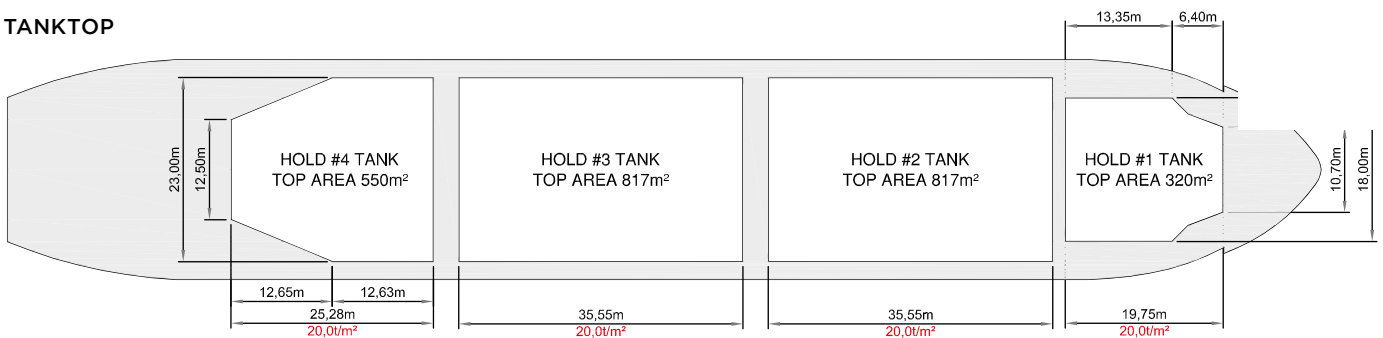 TANKTOP
13,35m
6,40m
23,00m
12,50m
HOLD #4 TANK
TOP AREA 550m²
HOLD #3 TANK
TOP AREA 817m²
HOLD #2 TANK
TOP AREA 817m²
HOLD #1 TANK
TOP AREA 320m²
10,70m
18,00m
12,65m
12,63m
25,28m
20,0t/m²
35,55m
20,0t/m²
35,55m
20,0t/m²
19,75m
20,0t/m²